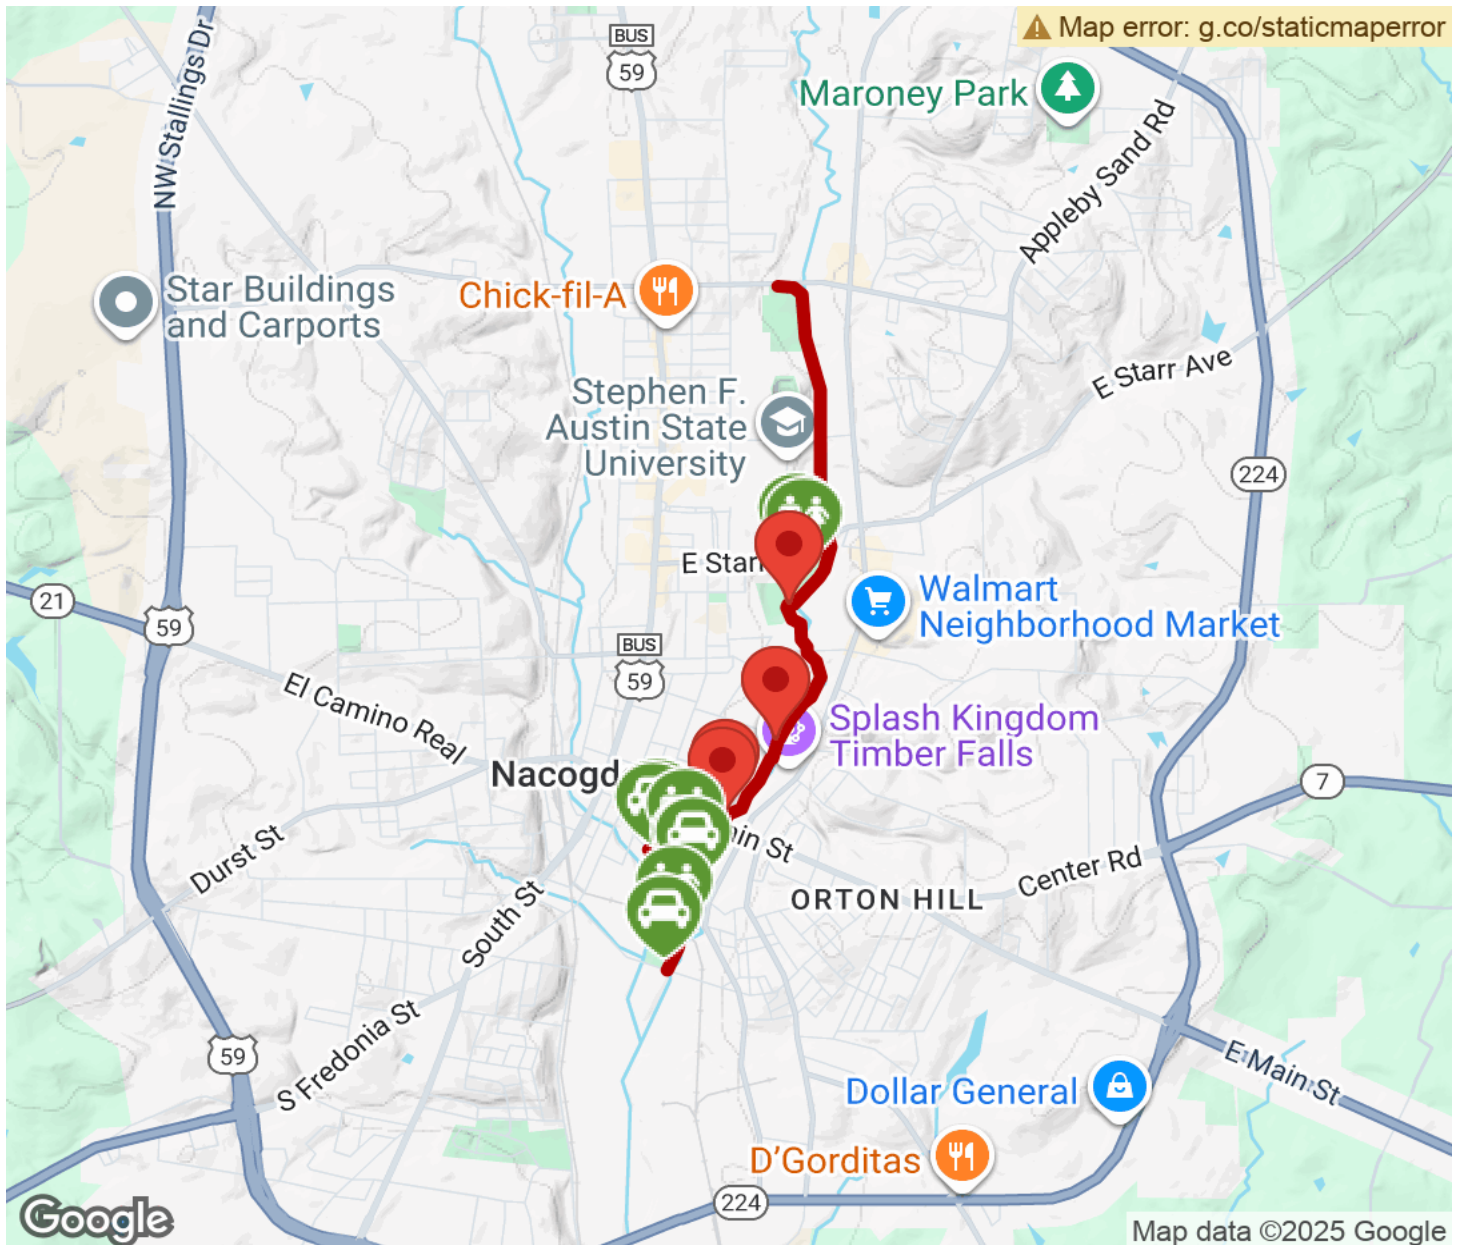 Map error: g.co/staticmaperror
BUS
59
NW Stallings Dr
Maroney Park
Appleby Sand Rd
Star Buildings
and Carports
Chick-fil-A
E Starr Ave
Stephen F.
Austin State
University
224
E Star
21
59
Walmart
Neighborhood Market
BUS
59
El Camino Real
Splash Kingdom
Timber Falls
Nacogd
7
in St
Durst St
Center Rd
ORTON HILL
South St
S Fredonia St
59
E Main St
Dollar General
D'Gorditas
224
Google
Map data ©2025 Google